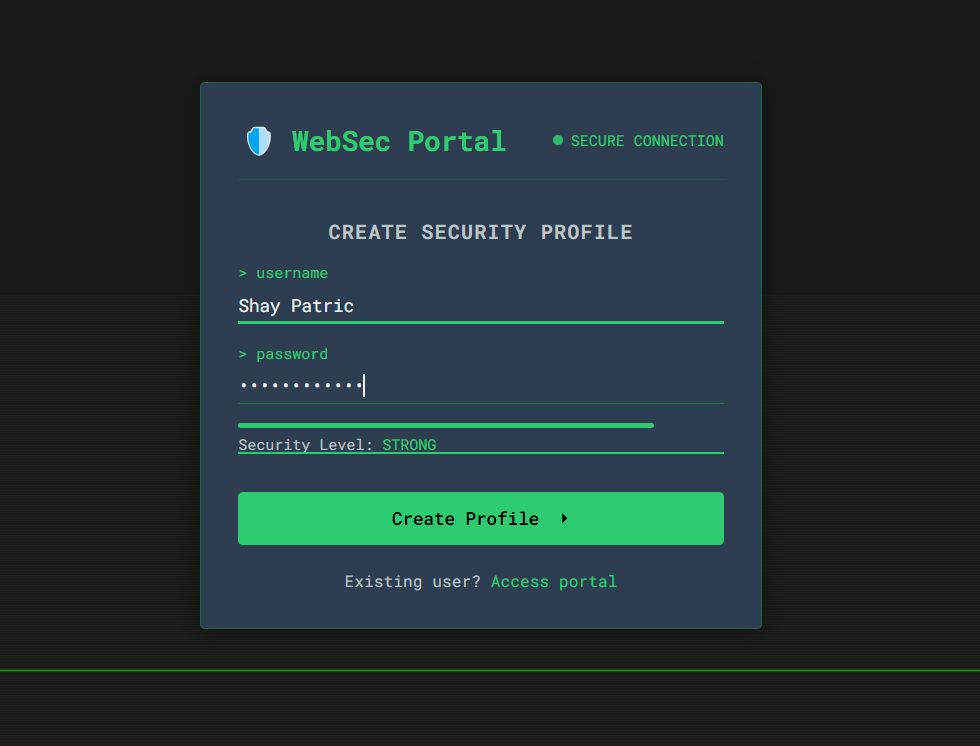 WebSec Portal
SECURE CONNECTION
CREATE SECURITY PROFILE
> username
Shay Patric
> password
••••••••••••
Security Level: STRONG
Create Profile
Existing user? Access portal